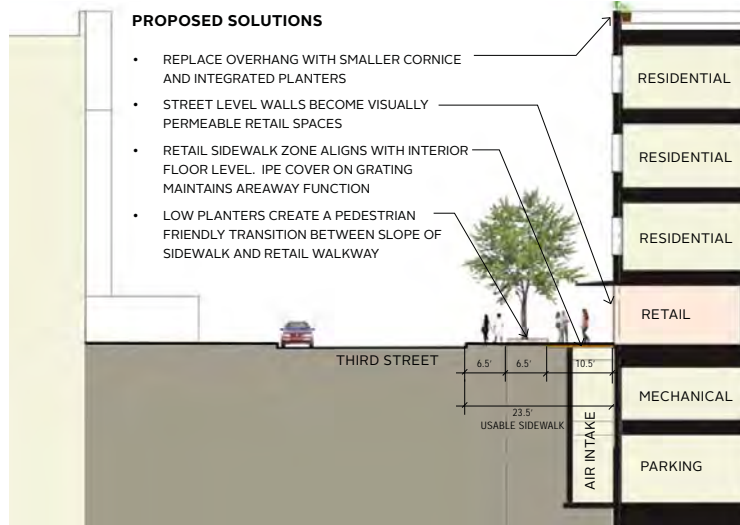 PROPOSED SOLUTIONS
• REPLACE OVERHANG WITH SMALLER CORNICE
AND INTEGRATED PLANTERS
• STREET LEVEL WALLS BECOME VISUALLY
PERMEABLE RETAIL SPACES
• RETAIL SIDEWALK ZONE ALIGNS WITH INTERIOR
FLOOR LEVEL. IPE COVER ON GRATING
MAINTAINS AREAWAY FUNCTION
• LOW PLANTERS CREATE A PEDESTRIAN
FRIENDLY TRANSITION BETWEEN SLOPE OF
SIDEWALK AND RETAIL WALKWAY
RESIDENTIAL
RESIDENTIAL
RESIDENTIAL
RETAIL
THIRD STREET
6.5'
6.5'
10.5'
23.5'
USABLE SIDEWALK
AIR INTAKE
MECHANICAL
PARKING